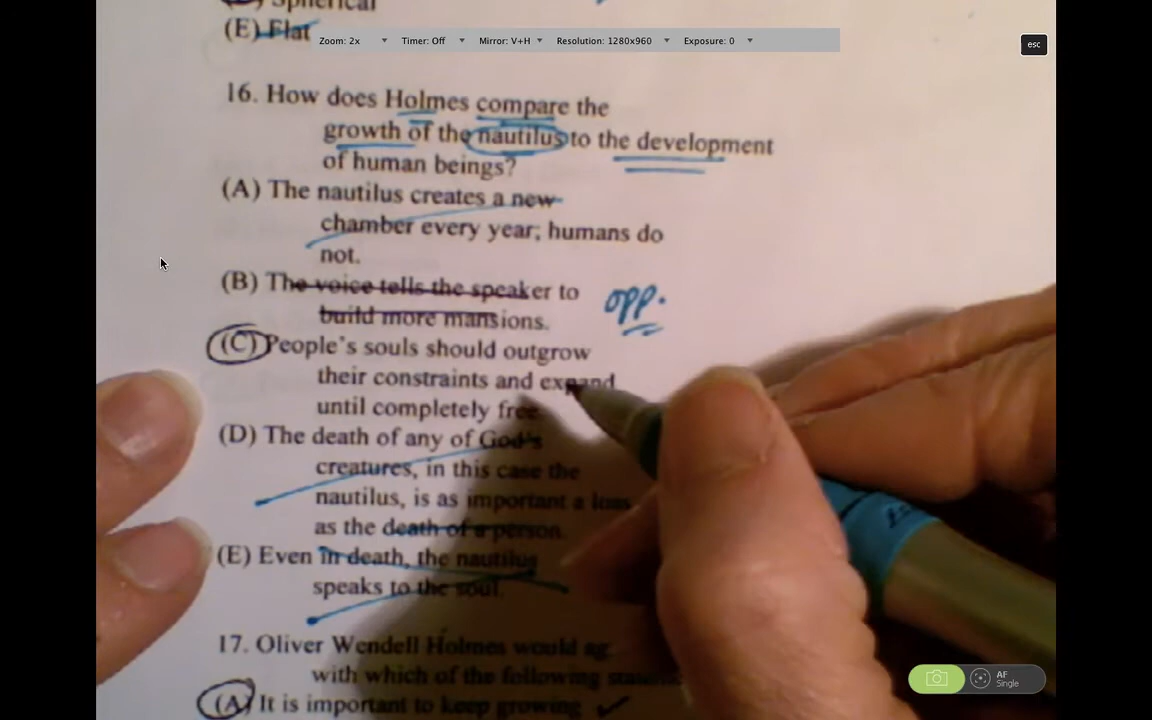 Spherical
(E) Flat
Zoom: 2x Timer: Off Mirror: V+H Resolution: 1280x960 Exposure: 0
esc
16. How does Holmes compare the
growth of the nautilus to the development
of human beings?
(A) The nautilus creates a new
chamber every year; humans do
not.
(B) The voice tells the speaker to
build more mansions.
opp.
(C) People's souls should outgrow
their constraints and expand
until completely free
(D) The death of any of God's
creatures, in this case the
nautilus, is as important a loss
as the death of a person.
(E) Even in death, the nautilus
speaks to the soul.
17. Oliver Wendell Holmes would ag
with which of the following
(A) It is important to keep growing
AF
Single